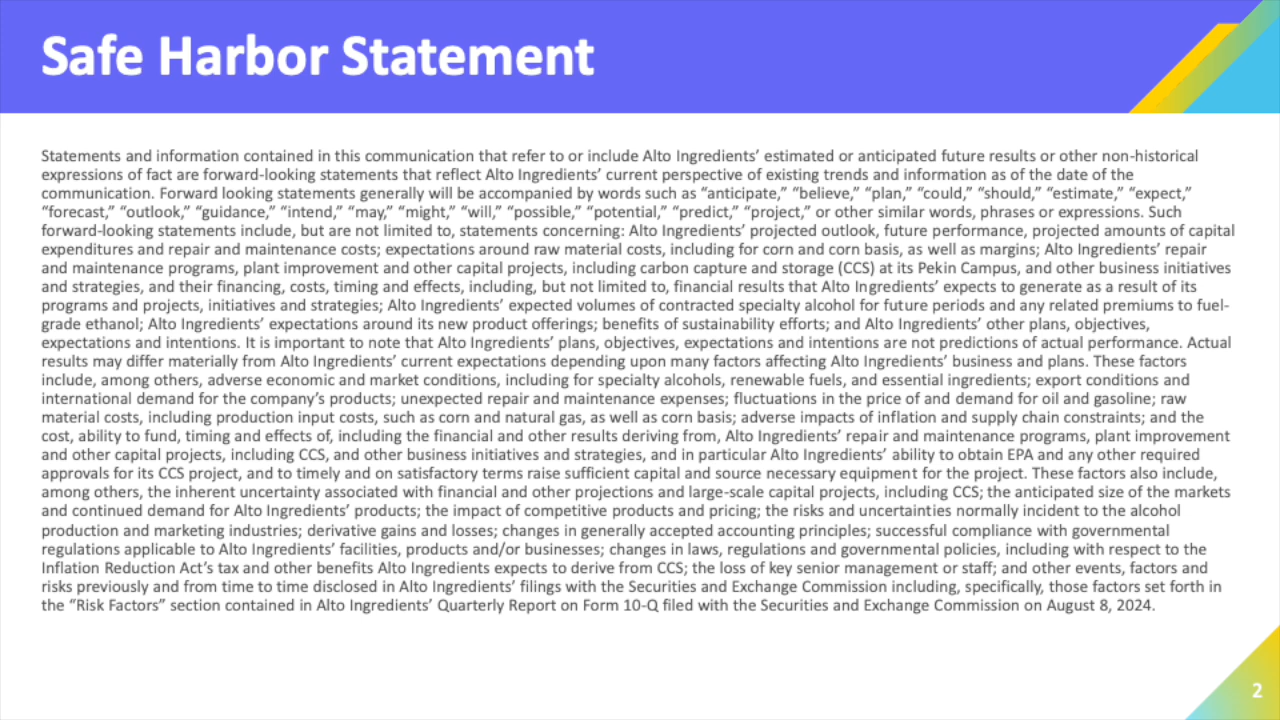 Safe Harbor Statement
Statements and information contained in this communication that refer to or include Alto Ingredients’ estimated or anticipated future results or other non-historical
expressions of fact are forward-looking statements that reflect Alto Ingredients’ current perspective of existing trends and information as of the date of the
communication. Forward looking statements generally will be accompanied by words such as “anticipate,” “believe,” “plan,” “could,” “should,” “estimate,” “expect,”
“forecast,” “outlook,” “guidance,” “intend,” “may,” “might,” “will,” “possible,” “potential,” “predict,” “project,” or other similar words, phrases or expressions. Such
forward-looking statements include, but are not limited to, statements concerning: Alto Ingredients’ projected outlook, future performance, projected amounts of capital
expenditures and repair and maintenance costs; expectations around raw material costs, including for corn and corn basis, as well as margins; Alto Ingredients’ repair
and maintenance programs, plant improvement and other capital projects, including carbon capture and storage (CCS) at its Pekin Campus, and other business initiatives
and strategies, and their financing, costs, timing and effects, including, but not limited to, financial results that Alto Ingredients’ expects to generate as a result of its
programs and projects, initiatives and strategies; Alto Ingredients’ expected volumes of contracted specialty alcohol for future periods and any related premiums to fuel-
grade ethanol; Alto Ingredients’ expectations around its new product offerings; benefits of sustainability efforts; and Alto Ingredients’ other plans, objectives,
expectations and intentions. It is important to note that Alto Ingredients’ plans, objectives, expectations and intentions are not predictions of actual performance. Actual
results may differ materially from Alto Ingredients’ current expectations depending upon many factors affecting Alto Ingredients’ business and plans. These factors
include, among others, adverse economic and market conditions, including for specialty alcohols, renewable fuels, and essential ingredients; export conditions and
international demand for the company’s products; unexpected repair and maintenance expenses; fluctuations in the price of and demand for oil and gasoline; raw
material costs, including production input costs, such as corn and natural gas, as well as corn basis; adverse impacts of inflation and supply chain constraints; and the
cost, ability to fund, timing and effects of, including the financial and other results deriving from, Alto Ingredients’ repair and maintenance programs, plant improvement
and other capital projects, including CCS, and other business initiatives and strategies, and in particular Alto Ingredients’ ability to obtain EPA and any other required
approvals for its CCS project, and to timely and on satisfactory terms raise sufficient capital and source necessary equipment for the project. These factors also include,
among others, the inherent uncertainty associated with financial and other projections and large-scale capital projects, including CCS; the anticipated size of the markets
and continued demand for Alto Ingredients’ products; the impact of competitive products and pricing; the risks and uncertainties normally incident to the alcohol
production and marketing industries; derivative gains and losses; changes in generally accepted accounting principles; successful compliance with governmental
regulations applicable to Alto Ingredients’ facilities, products and/or businesses; changes in laws, regulations and governmental policies, including with respect to the
Inflation Reduction Act’s tax and other benefits Alto Ingredients expects to derive from CCS; the loss of key senior management or staff; and other events, factors and
risks previously and from time to time disclosed in Alto Ingredients’ filings with the Securities and Exchange Commission including, specifically, those factors set forth in
the “Risk Factors” section contained in Alto Ingredients’ Quarterly Report on Form 10-Q filed with the Securities and Exchange Commission on August 8, 2024.
2